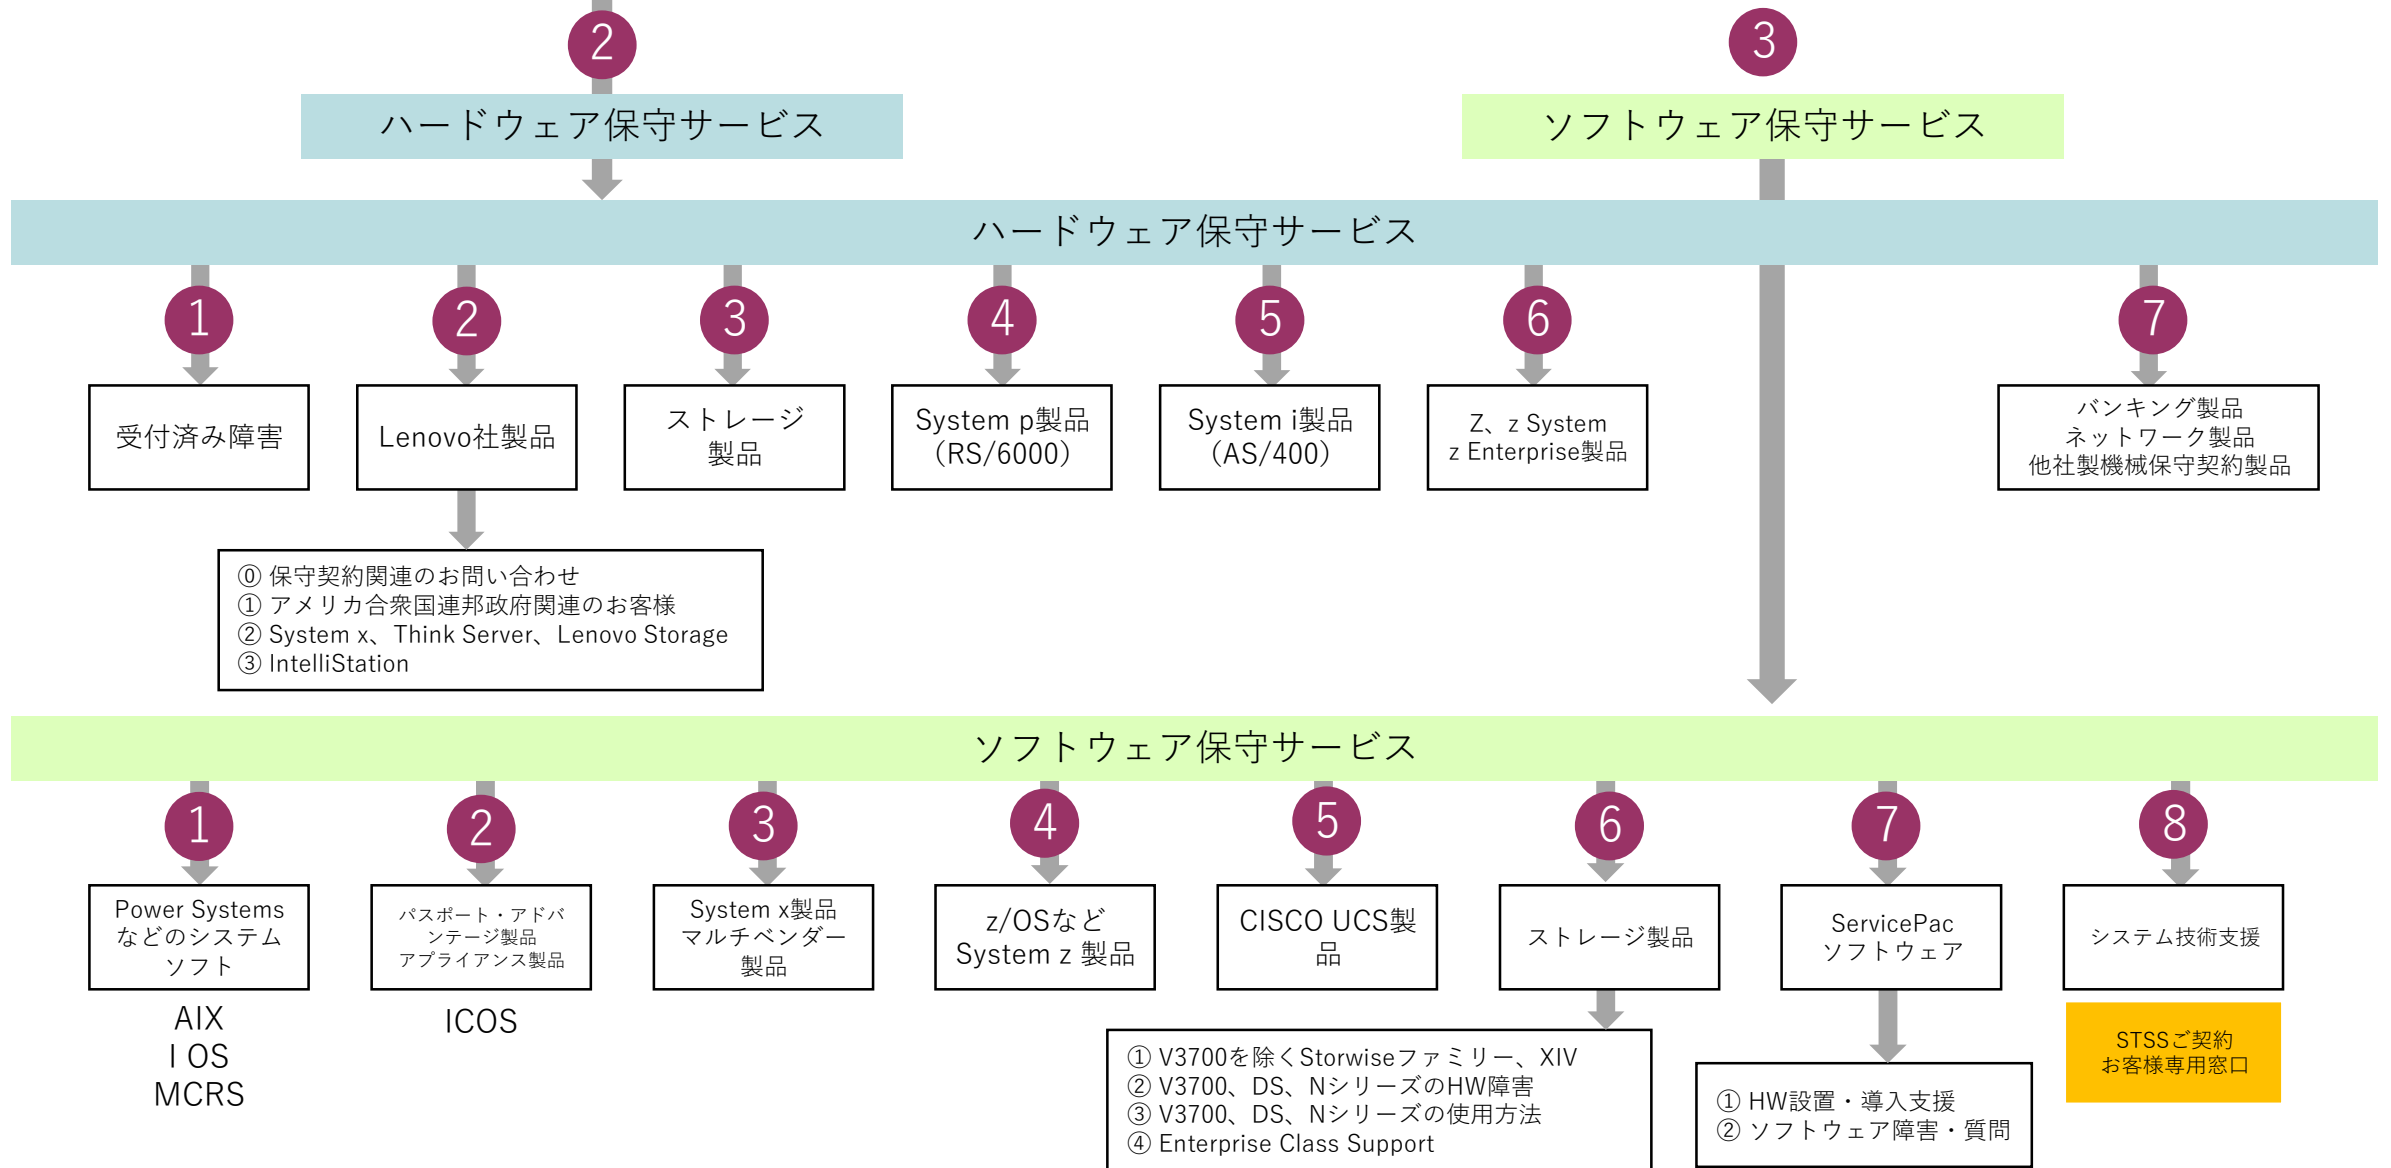 2
3
ハードウェア保守サービス
ソフトウェア保守サービス
ハードウェア保守サービス
1
2
3
4
5
6
7
受付済み障害
Lenovo社製品
ストレージ
製品
System p製品
（RS/6000）
System i製品
（AS/400）
Z、z System
z Enterprise製品
バンキング製品
ネットワーク製品
他社製機械保守契約製品
⓪ 保守契約関連のお問い合わせ
① アメリカ合衆国連邦政府関連のお客様
② System x、Think Server、Lenovo Storage
③ IntelliStation
ソフトウェア保守サービス
1
2
3
4
5
6
7
8
Power Systems
などのシステム
ソフト
パスポート・アドバ
ンテージ製品
アプライアンス製品
System x製品
マルチベンダー
製品
z/OSなど
System z 製品
CISCO UCS製
品
ストレージ製品
ServicePac
ソフトウェア
システム技術支援
AIX
I OS
MCRS
ICOS
① V3700を除くStorwiseファミリー、XIV
② V3700、DS、NシリーズのHW障害
③ V3700、DS、Nシリーズの使用方法
④ Enterprise Class Support
① HW設置・導入支援
② ソフトウェア障害・質問
STSSご契約
お客様専用窓口